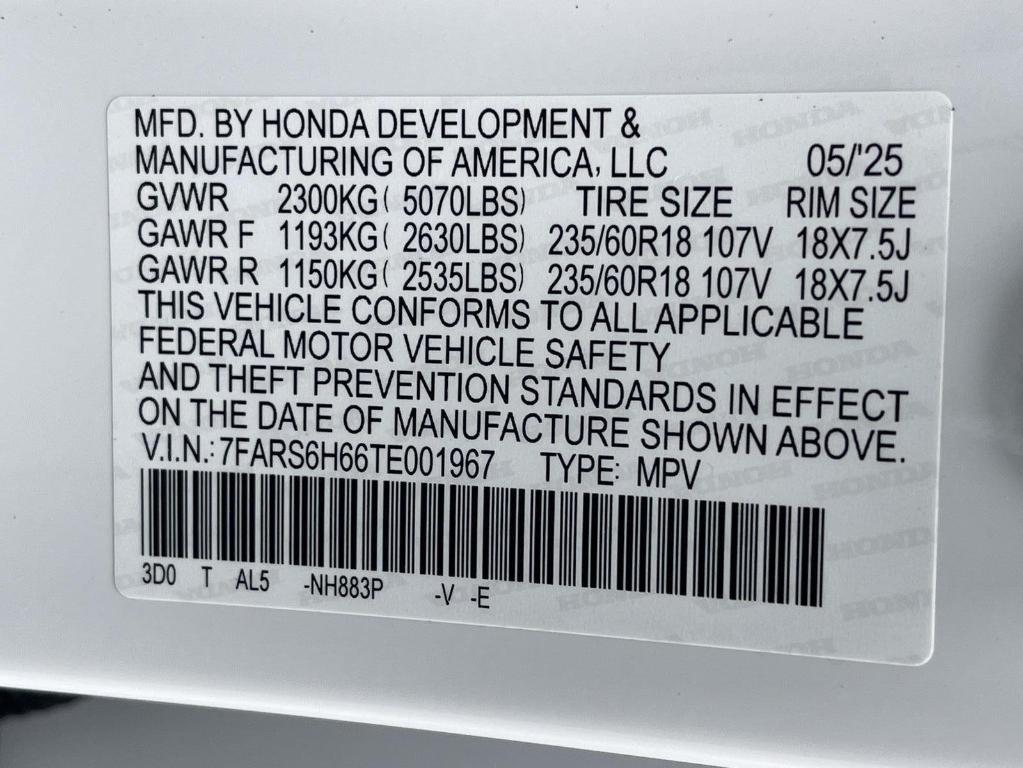 MFD. BY HONDA DEVELOPMENT &
MANUFACTURING OF AMERICA, LLC 05/'25
GVWR 2300KG( 5070LBS) TIRE SIZE RIM SIZE
GAWR F 1193KG( 2630LBS) 235/60R18 107V 18X7.5J
GAWR R 1150KG( 2535LBS) 235/60R18 107V 18X7.5J
THIS VEHICLE CONFORMS TO ALL APPLICABLE
FEDERAL MOTOR VEHICLE SAFETY
AND THEFT PREVENTION STANDARDS IN EFFECT
ON THE DATE OF MANUFACTURE SHOWN ABOVE.
V.I.N.: 7FARS6H66TE001967 TYPE: MPV
3D0 T AL5 -NH883P -V -E